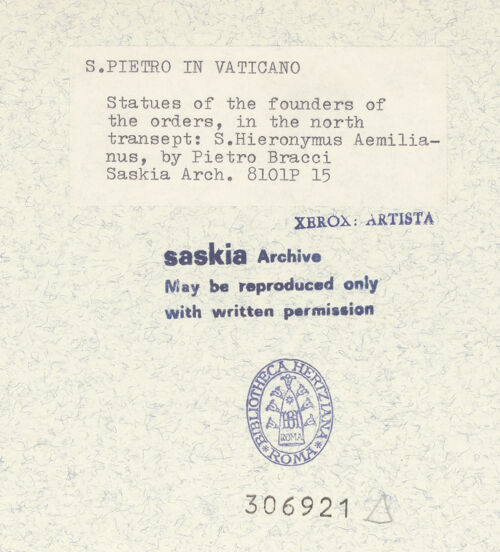 S.PIETRO IN VATICANO
Statues of the founders of
the orders, in the north
transept: S.Hieronymus Aemilia-
nus, by Pietro Bracci
Saskia Arch. 8101P 15
XEROX: ARTISTA
saskia Archive
May be reproduced only
with written permission
BIBLIOTHECA HERTZIANA
BH
ROMA
ROMA
306921